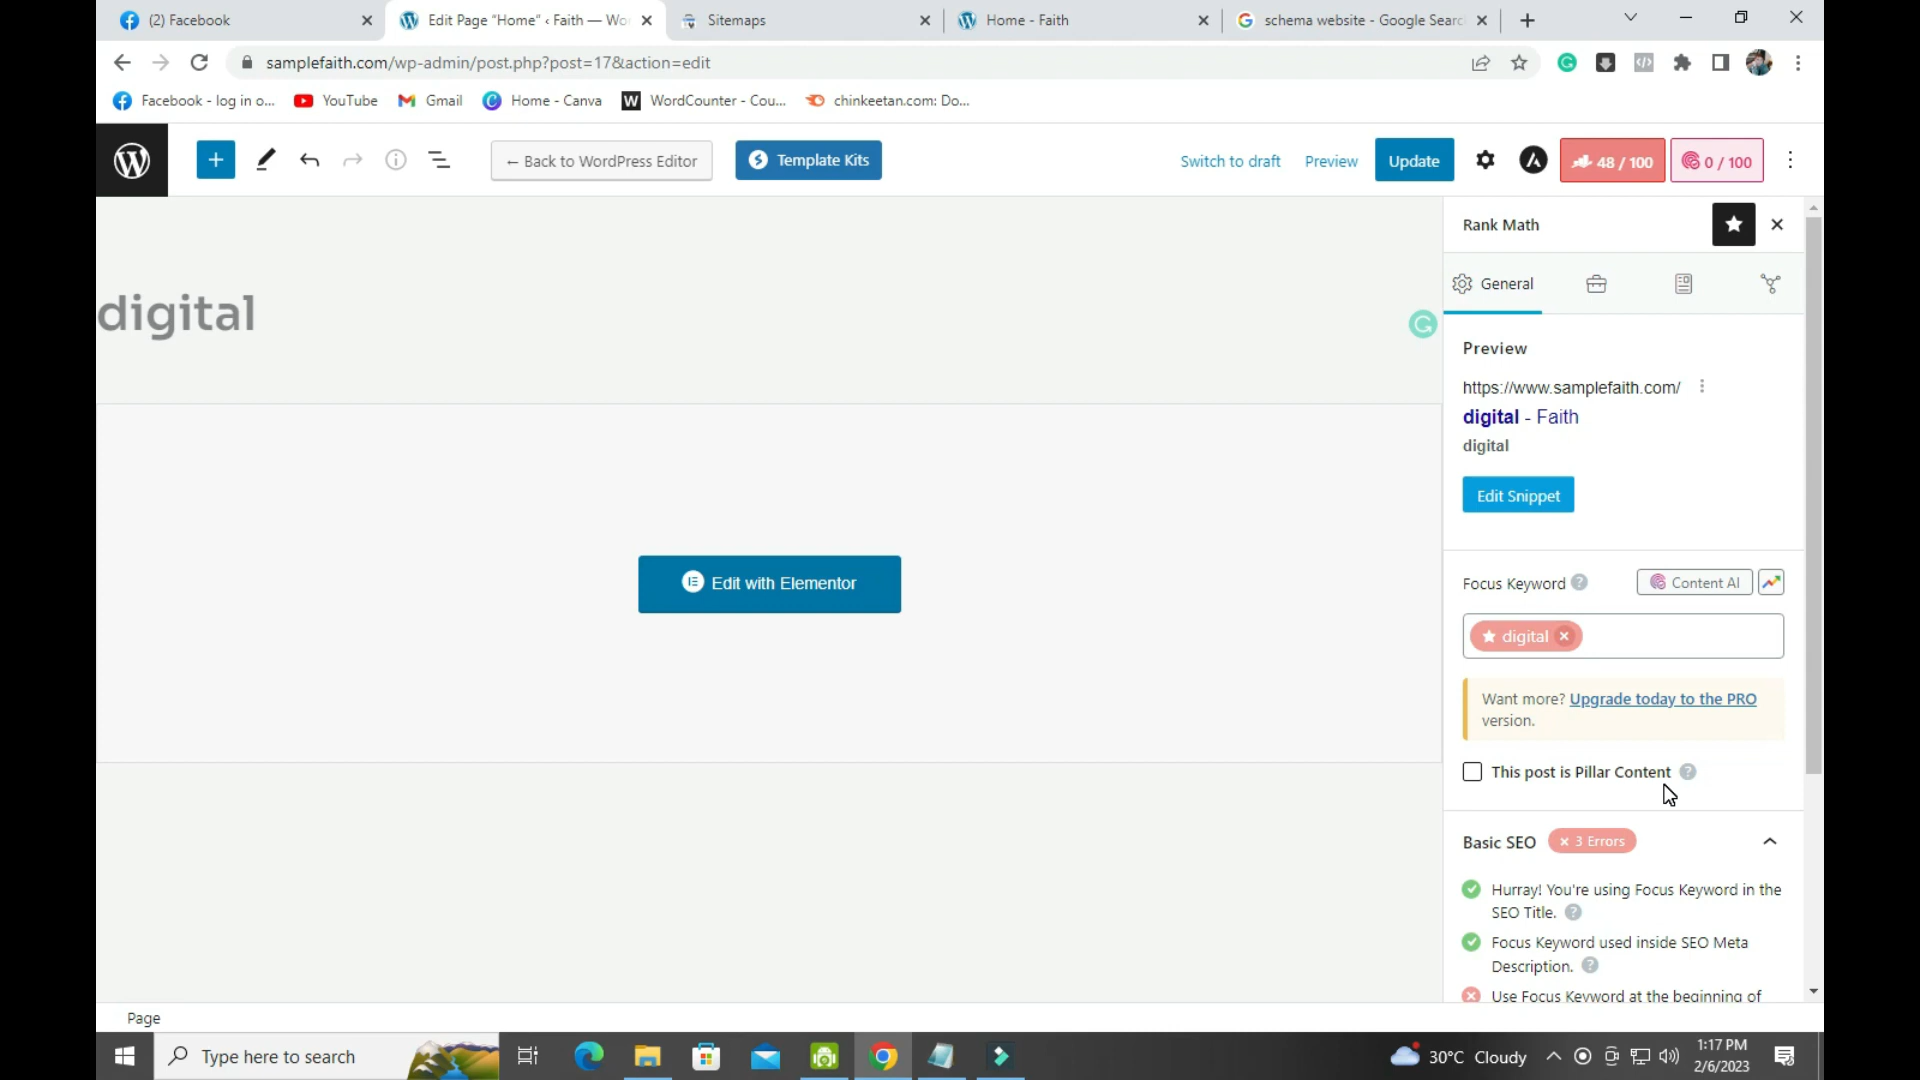 (2) Facebook
Edit Page "Home" ‹ Faith — Wo
Sitemaps
Home - Faith
schema website - Google Searc
samplefaith.com/wp-admin/post.php?post=17&action=edit
Facebook - log in o...
YouTube
Gmail
Home - Canva
WordCounter - Cou...
chinkeetan.com: Do...
← Back to WordPress Editor
Template Kits
Switch to draft
Preview
Update
48 / 100
0 / 100
Rank Math
digital
General
Preview
https://www.samplefaith.com/
digital - Faith
digital
Edit Snippet
Edit with Elementor
Focus Keyword
Content AI
digital
Want more? Upgrade today to the PRO
version.
This post is Pillar Content
Basic SEO
3 Errors
Hurray! You're using Focus Keyword in the
SEO Title.
Focus Keyword used inside SEO Meta
Description.
Use Focus Keyword at the beginning of
Page
Type here to search
30°C Cloudy
1:17 PM
2/6/2023